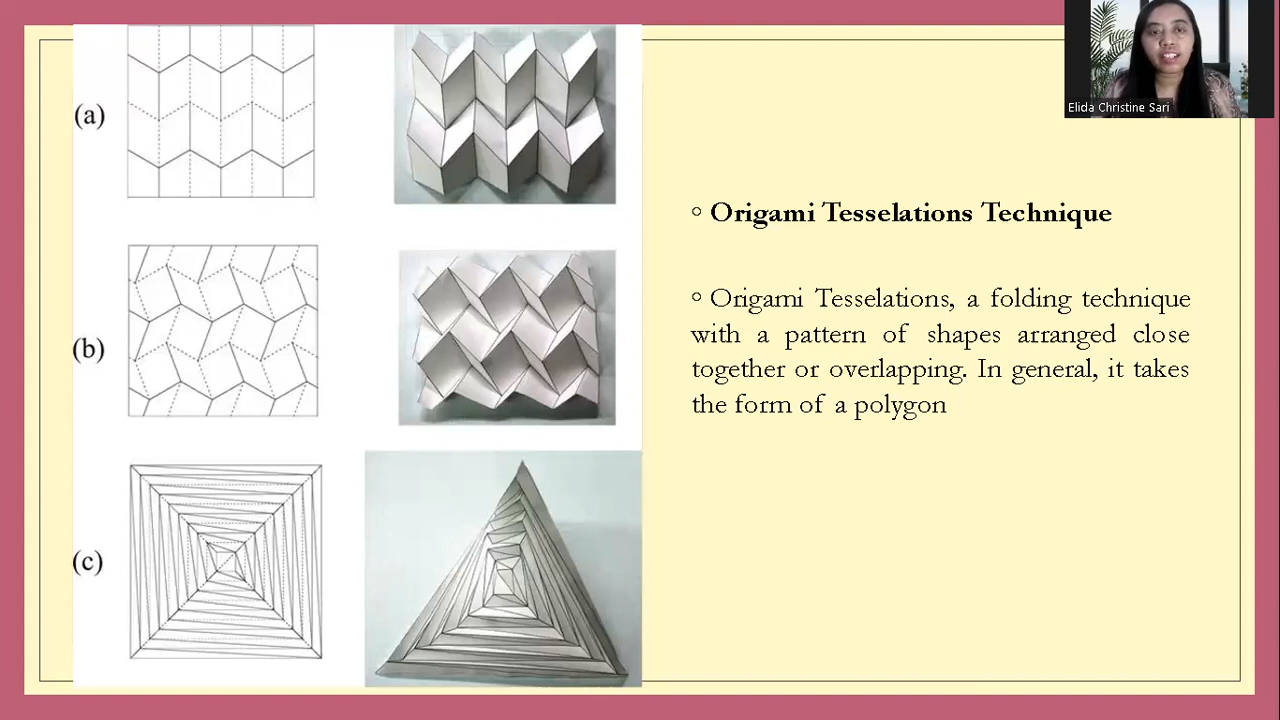 Elida Christine Sari
(a)
(b)
(c)
○ Origami Tesselations Technique
○ Origami Tesselations, a folding technique
with a pattern of shapes arranged close
together or overlapping. In general, it takes
the form of a polygon